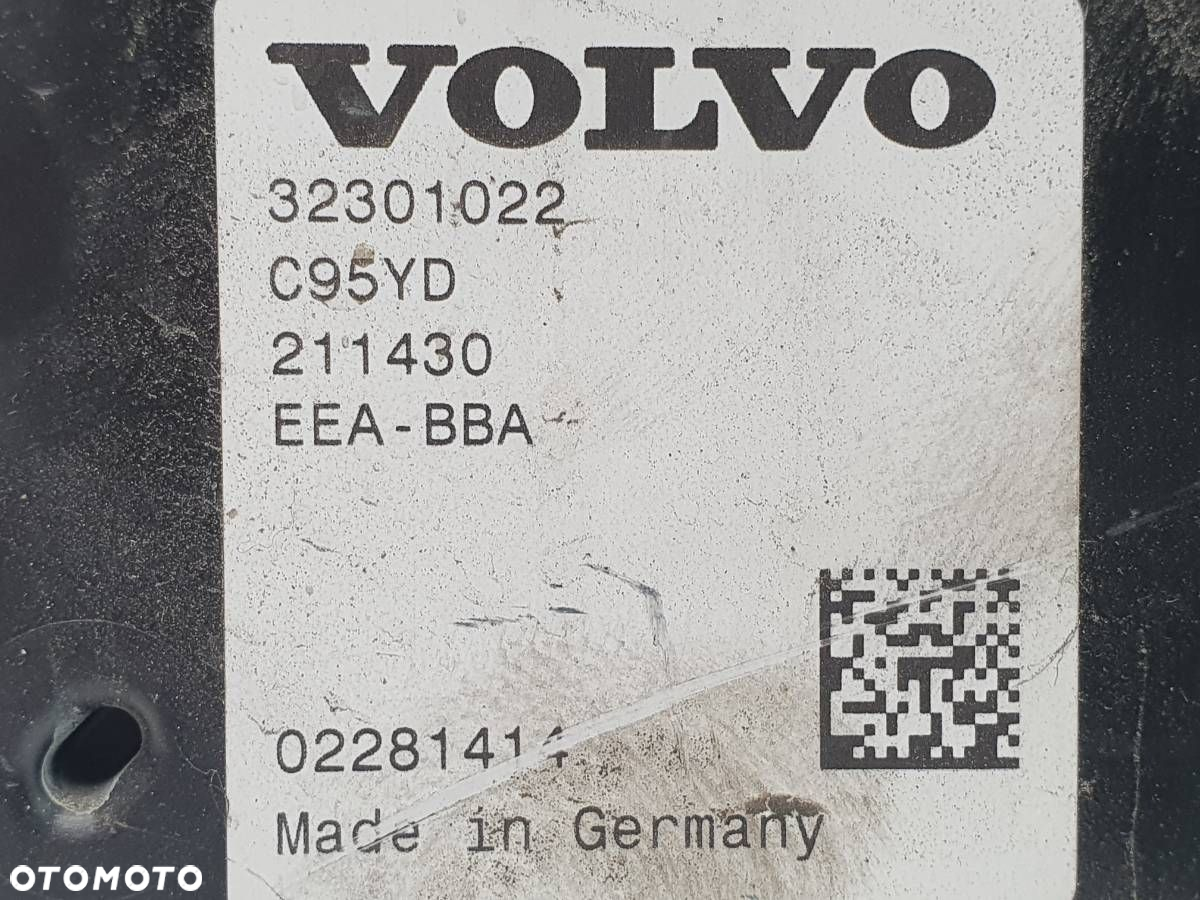 VOLVO
32301022
C95YD
211430
EEA-BBA
02281414
Made in Germany
OTOMOTO